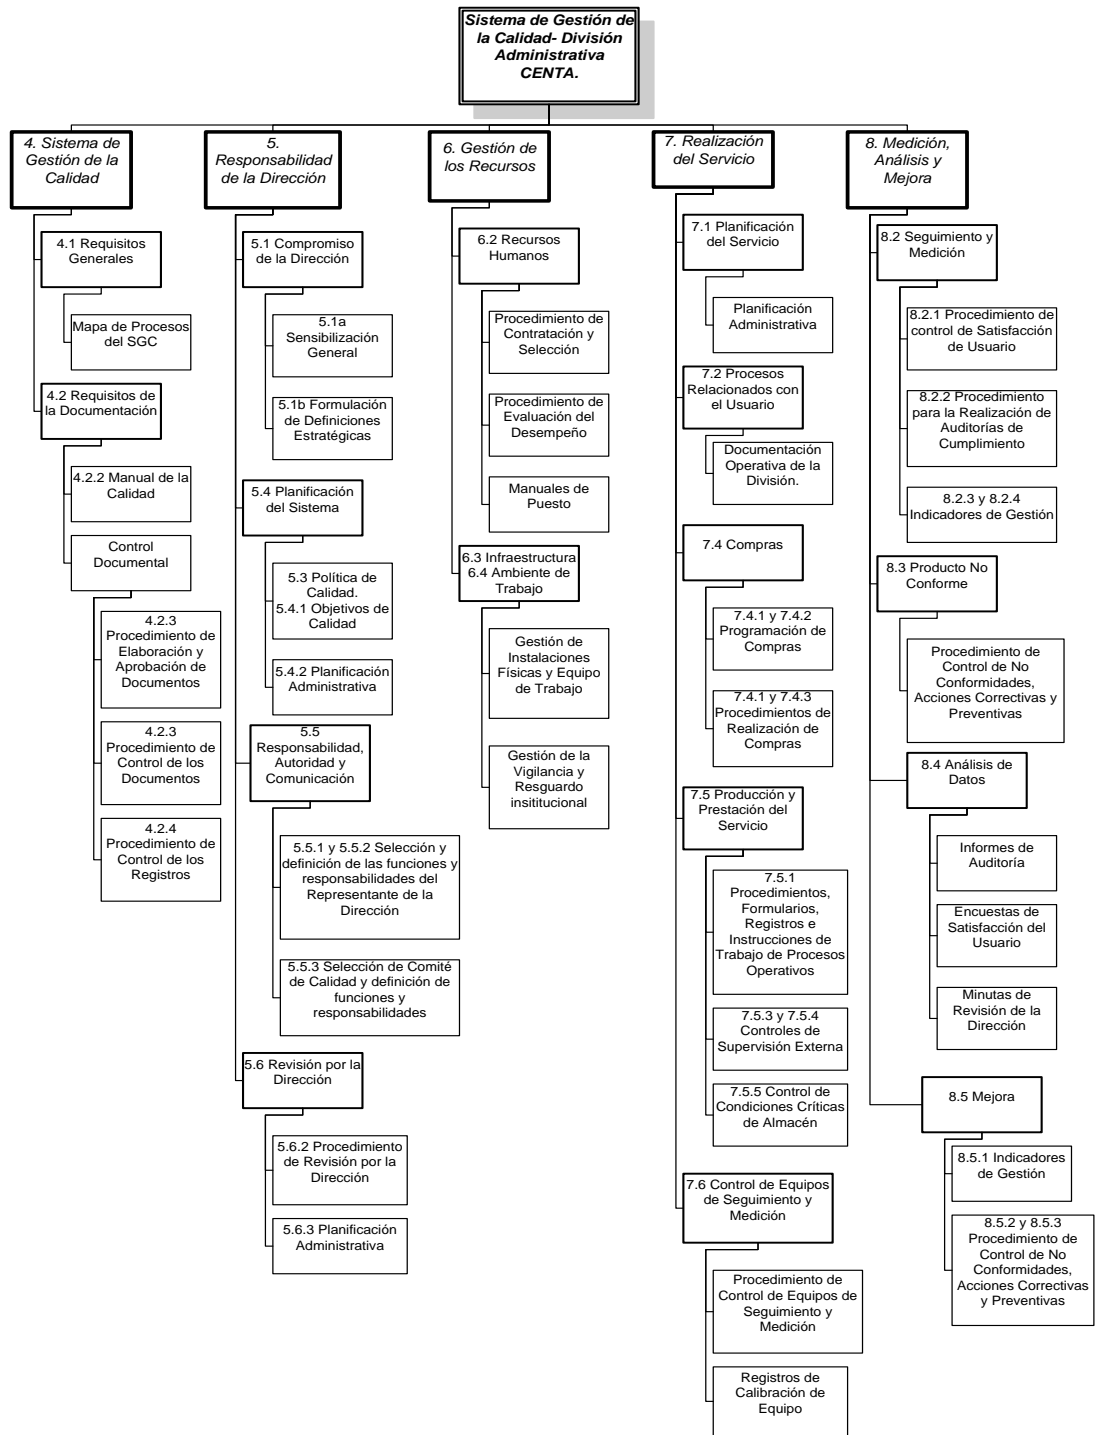 Sistema de Gestión de
la Calidad- División
Administrativa
CENTA.
4. Sistema de
Gestión de la
Calidad
4.1 Requisitos
Generales
Mapa de Procesos
del SGC
4.2 Requisitos de
la Documentación
4.2.2 Manual de la
Calidad
Control
Documental
4.2.3
Procedimiento de
Elaboración y
Aprobación de
Documentos
4.2.3
Procedimiento de
Control de los
Documentos
4.2.4
Procedimiento de
Control de los
Registros
5.
Responsabilidad
de la Dirección
5.1 Compromiso
de la Dirección
5.1a
Sensibilización
General
5.1b Formulación
de Definiciones
Estratégicas
5.4 Planificación
del Sistema
5.3 Política de
Calidad.
5.4.1 Objetivos de
Calidad
5.4.2 Planificación
Administrativa
5.5
Responsabilidad,
Autoridad y
Comunicación
5.5.1 y 5.5.2 Selección y
definición de las funciones y
responsabilidades del
Representante de la
Dirección
5.5.3 Selección de Comité
de Calidad y definición de
funciones y
responsabilidades
5.6 Revisión por la
Dirección
5.6.2 Procedimiento
de Revisión por la
Dirección
5.6.3 Planificación
Administrativa
6. Gestión de
los Recursos
6.2 Recursos
Humanos
Procedimiento de
Contratación y
Selección
Procedimiento de
Evaluación del
Desempeño
Manuales de
Puesto
6.3 Infraestructura
6.4 Ambiente de
Trabajo
Gestión de
Instalaciones
Físicas y Equipo
de Trabajo
Gestión de la
Vigilancia y
Resguardo
insititucional
7. Realización
del Servicio
7.1 Planificación
del Servicio
Planificación
Administrativa
7.2 Procesos
Relacionados con
el Usuario
Documentación
Operativa de la
División.
7.4 Compras
7.4.1 y 7.4.2
Programación de
Compras
7.4.1 y 7.4.3
Procedimientos de
Realización de
Compras
7.5 Producción y
Prestación del
Servicio
7.5.1
Procedimientos,
Formularios,
Registros e
Instrucciones de
Trabajo de Procesos
Operativos
7.5.3 y 7.5.4
Controles de
Supervisión Externa
7.5.5 Control de
Condiciones Críticas
de Almacén
7.6 Control de Equipos
de Seguimiento y
Medición
Procedimiento de
Control de Equipos de
Seguimiento y
Medición
Registros de
Calibración de
Equipo
8. Medición,
Análisis y
Mejora
8.2 Seguimiento y
Medición
8.2.1 Procedimiento de
control de Satisfacción
de Usuario
8.2.2 Procedimiento
para la Realización de
Auditorías de
Cumplimiento
8.2.3 y 8.2.4
Indicadores de Gestión
8.3 Producto No
Conforme
Procedimiento de
Control de No
Conformidades,
Acciones Correctivas y
Preventivas
8.4 Análisis de
Datos
Informes de
Auditoría
Encuestas de
Satisfacción del
Usuario
Minutas de
Revisión de la
Dirección
8.5 Mejora
8.5.1 Indicadores
de Gestión
8.5.2 y 8.5.3
Procedimiento de
Control de No
Conformidades,
Acciones Correctivas
y Preventivas